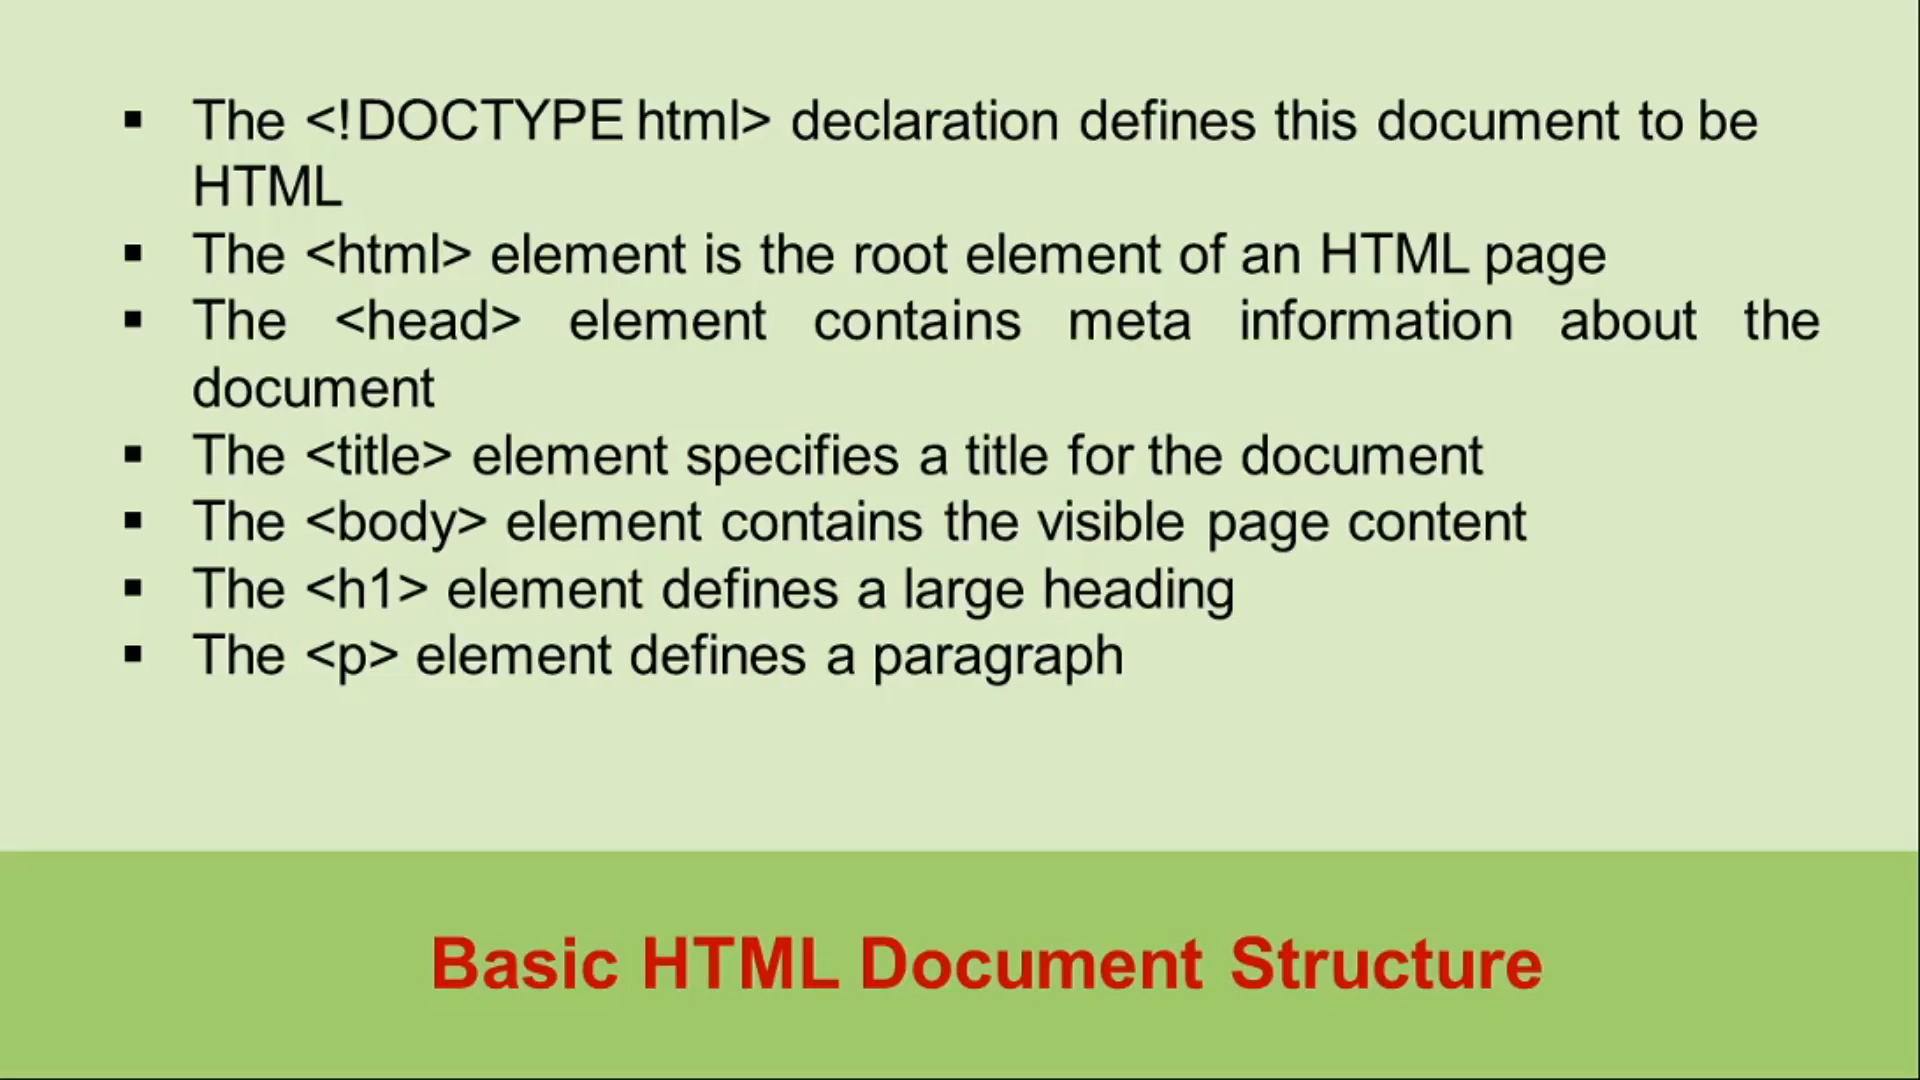 ▪ The <!DOCTYPE html> declaration defines this document to be
HTML
▪ The <html> element is the root element of an HTML page
▪ The <head> element contains meta information about the
document
▪ The <title> element specifies a title for the document
▪ The <body> element contains the visible page content
▪ The <h1> element defines a large heading
▪ The <p> element defines a paragraph
Basic HTML Document Structure